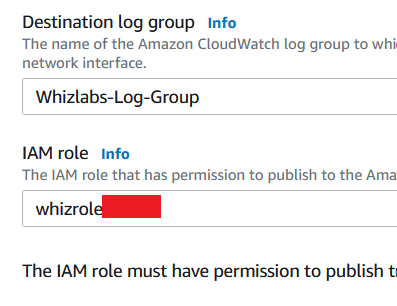 Destination log group Info
The name of the Amazon CloudWatch log group to
network interface.
Whizlabs-Log-Group
IAM role Info
The IAM role that has permission to publish to the
whizrole
The IAM role must have permission to publish